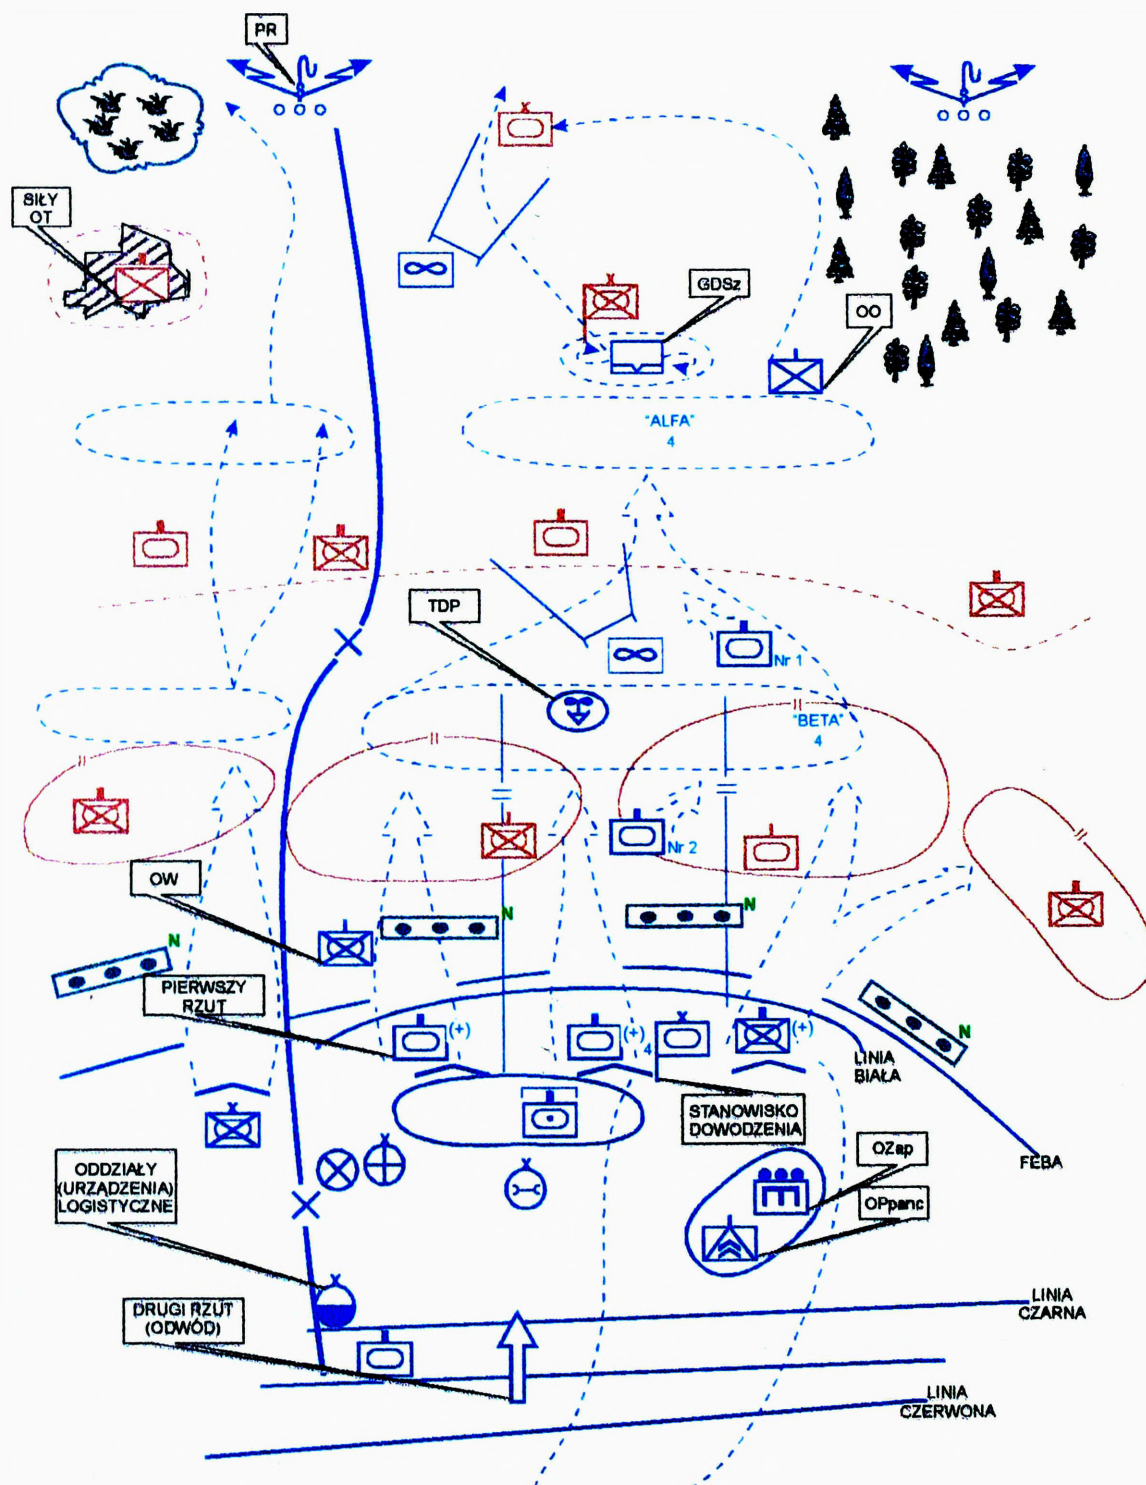 PR
SIŁY
OT
GDSz
OO
"ALFA"
4
TDP
Nr 1
"BETA"
4
Nr 2
OW
N
N
N
PIERWSZY
RZUT
(+)
(+)
4
(+)
LINIA
BIAŁA
N
STANOWISKO
DOWODZENIA
FEBA
OZap
OPpanc
ODDZIAŁY
(URZĄDZENIA)
LOGISTYCZNE
LINIA
CZARNA
DRUGI RZUT
(ODWÓD)
LINIA
CZERWONA